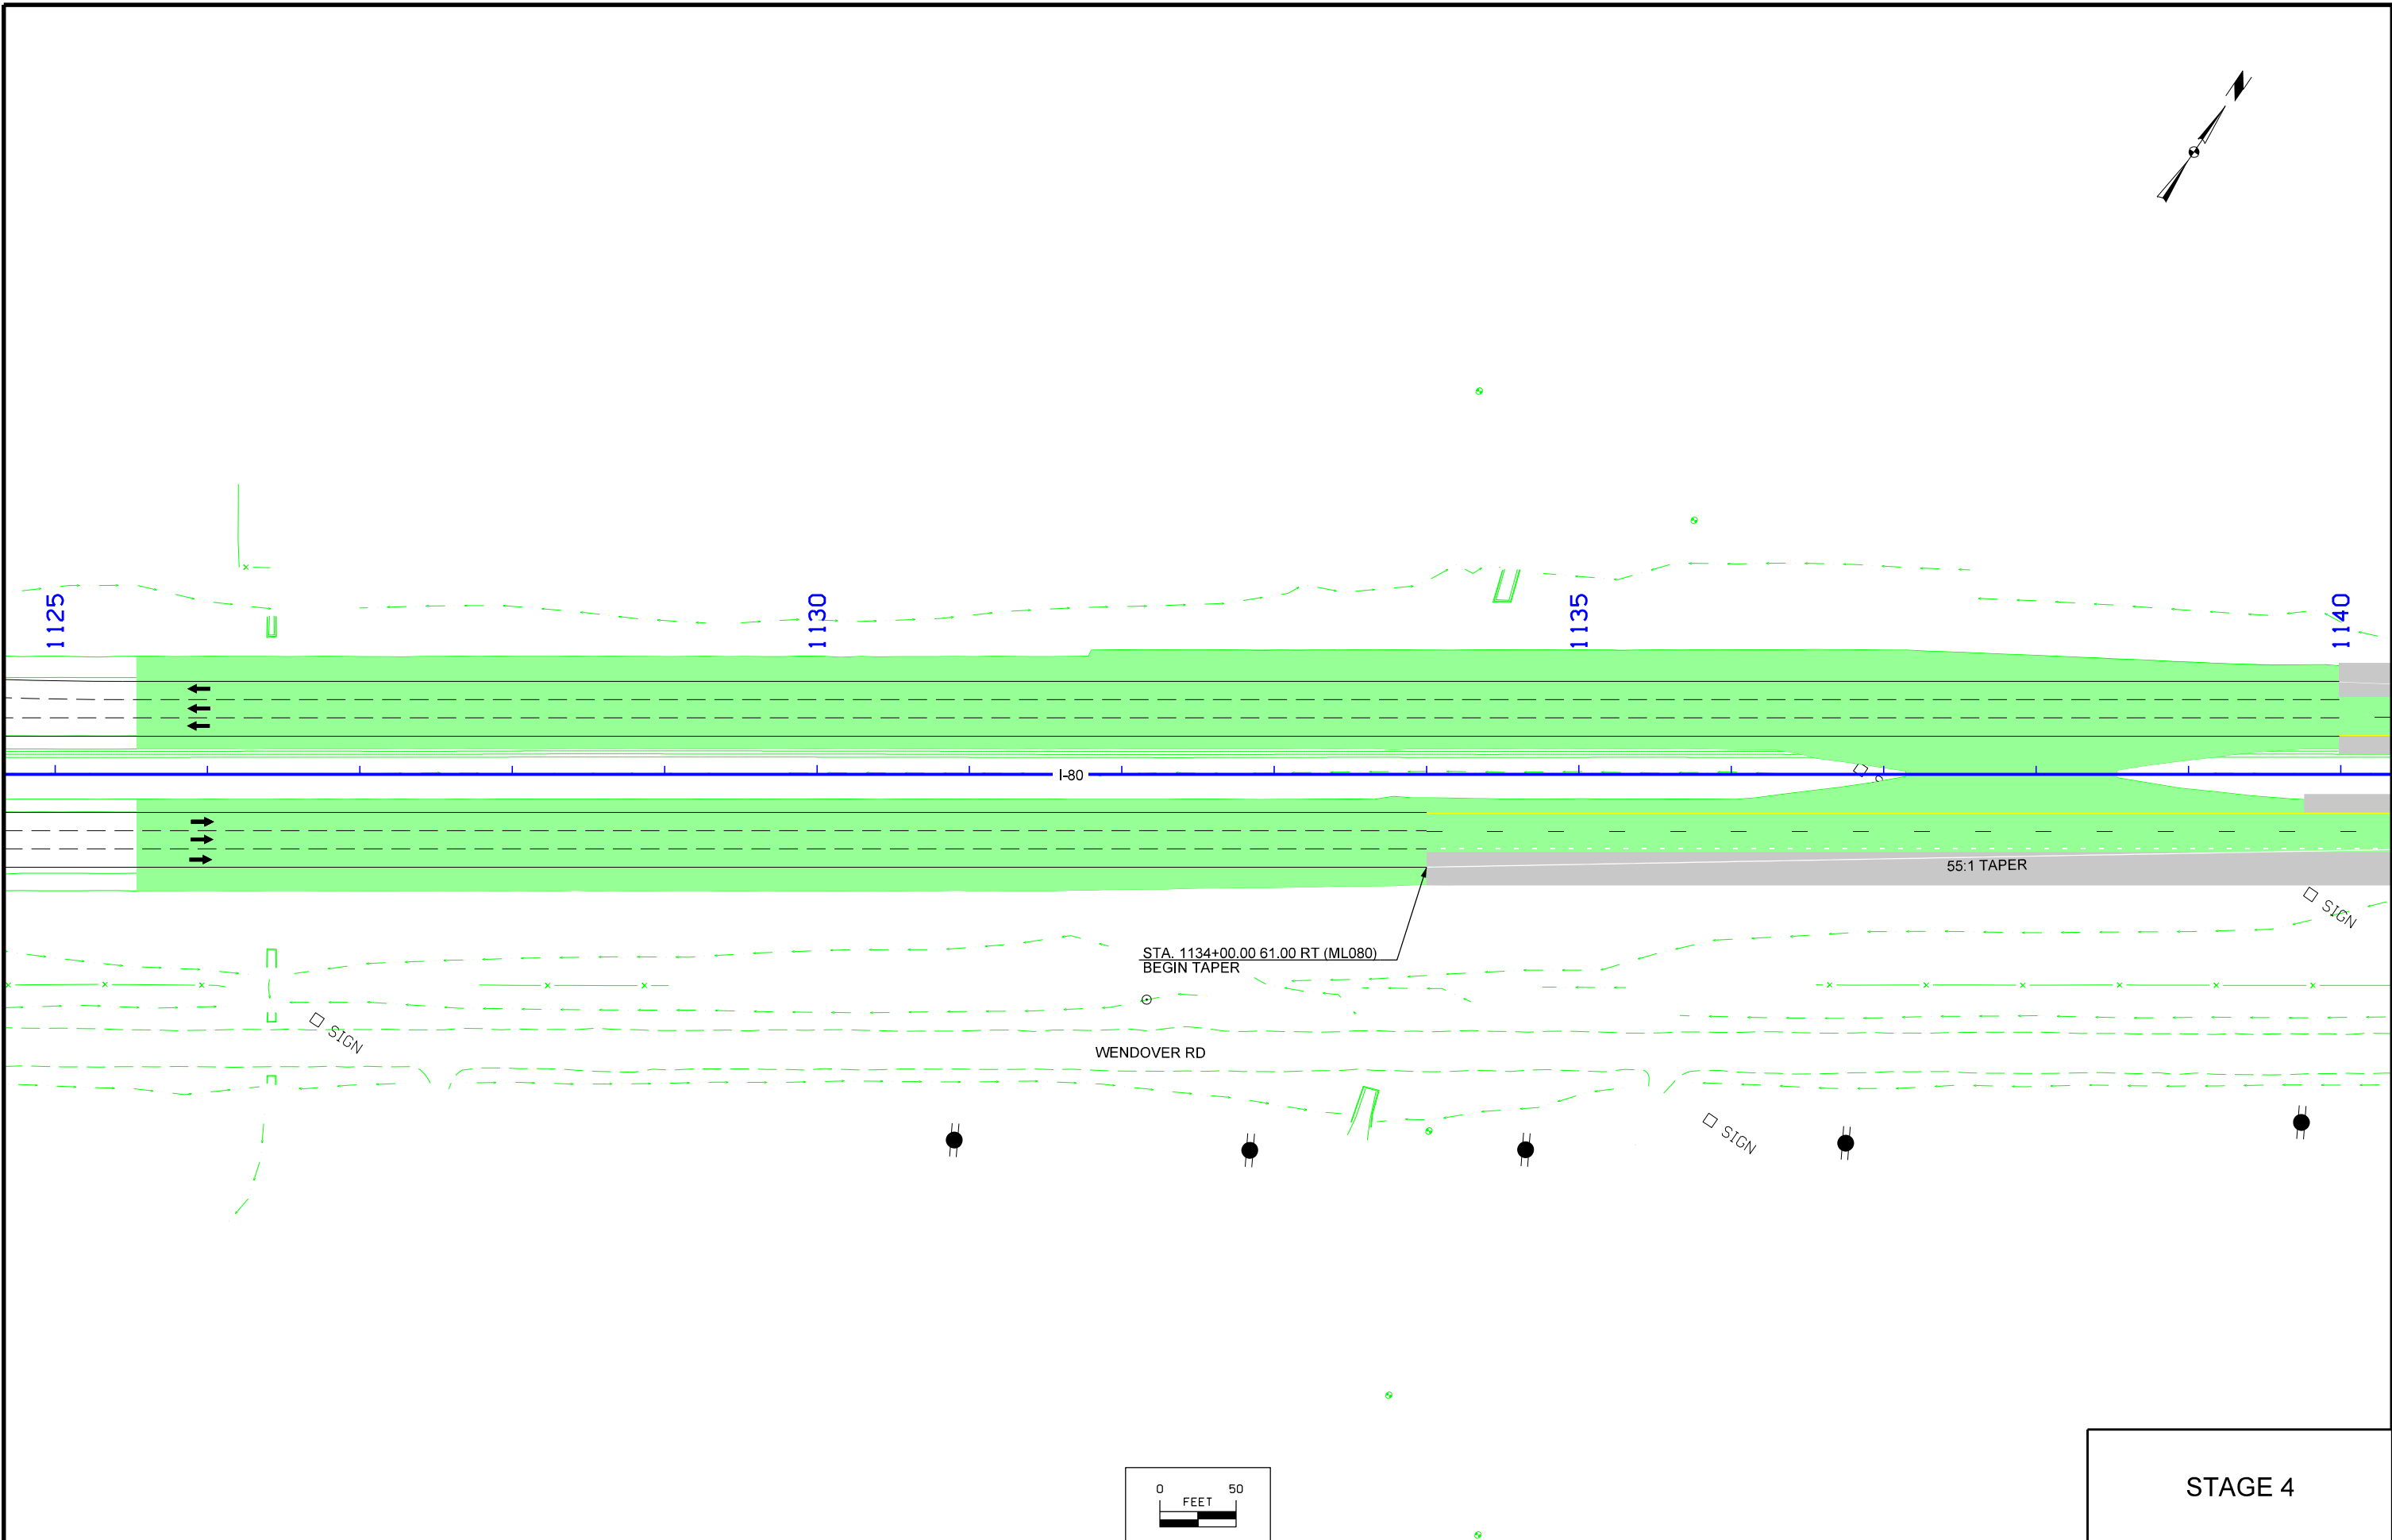 1125
1130
1135
1140
I-80
55:1 TAPER
SIGN
STA. 1134+00.00 61.00 RT (ML080)
BEGIN TAPER
SIGN
WENDOVER RD
SIGN
0 50
FEET
STAGE 4